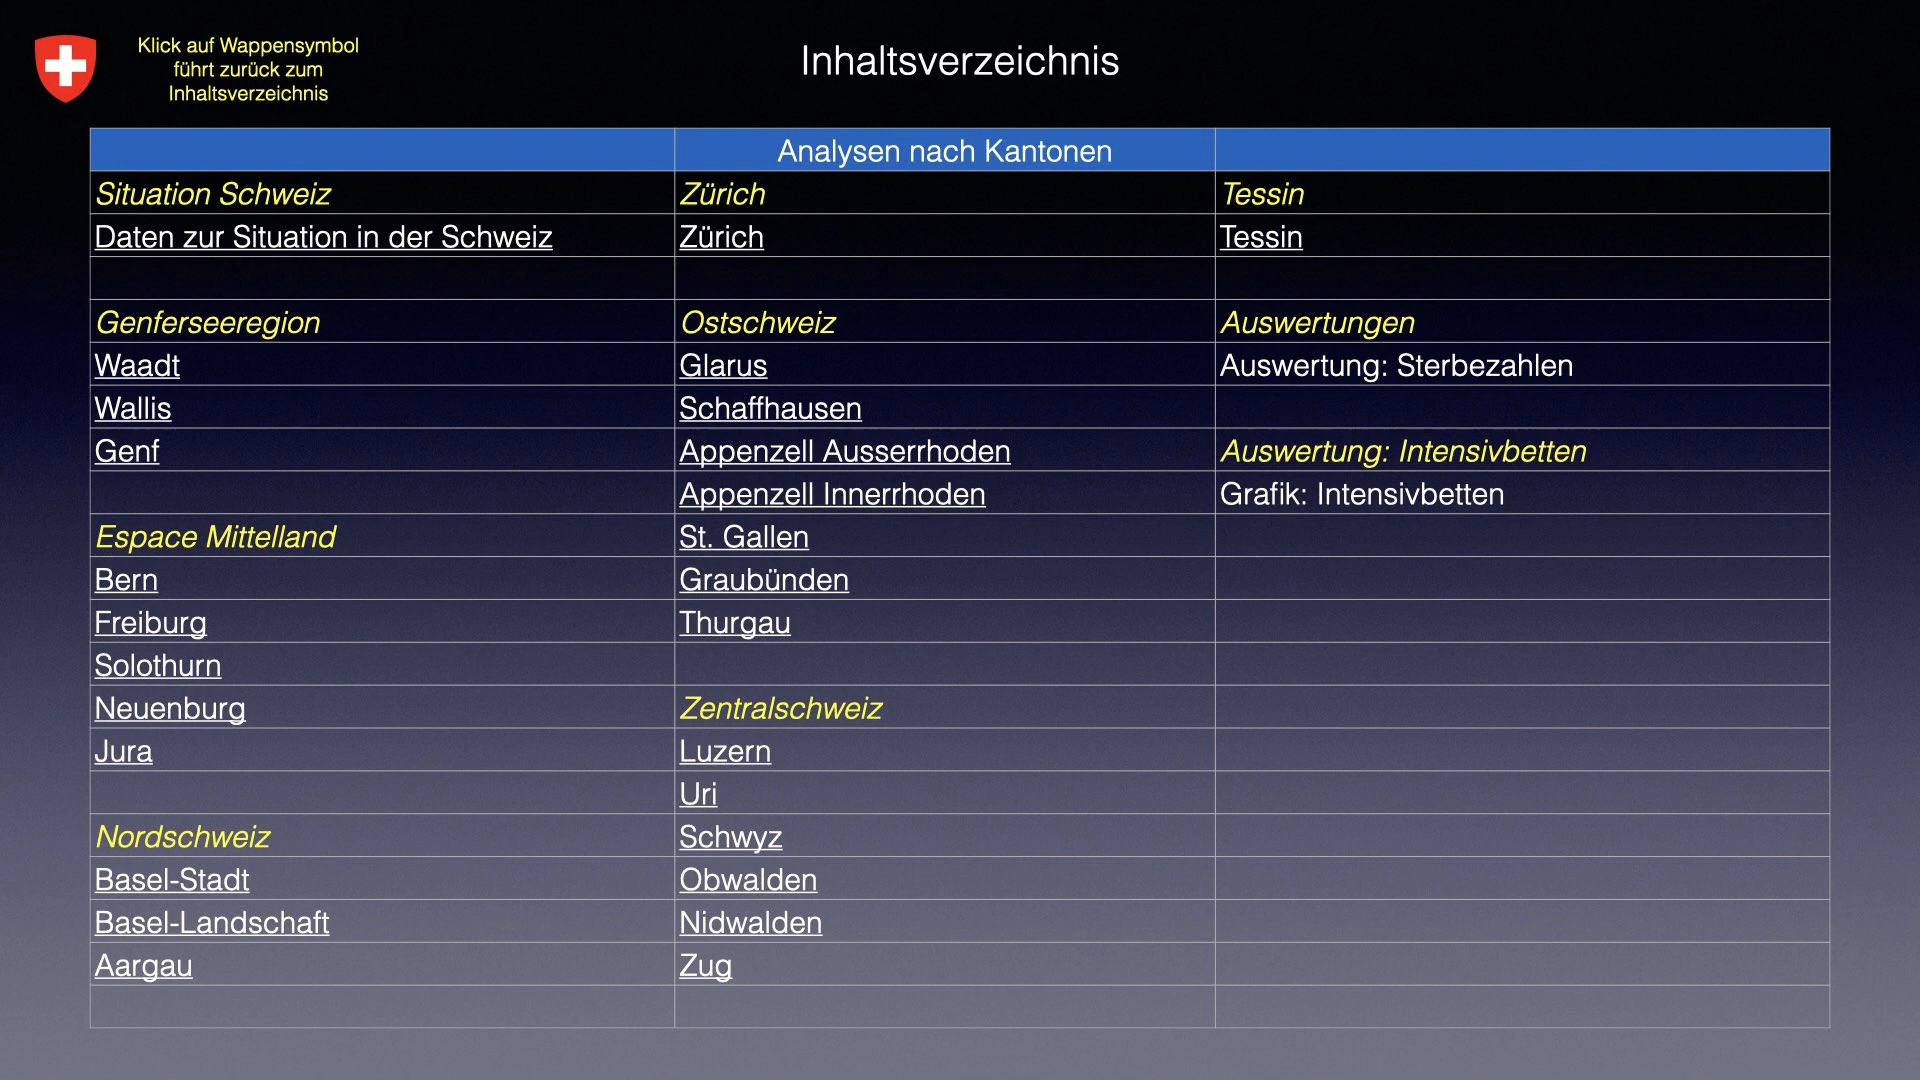 Klick auf Wappensymbol
führt zurück zum
Inhaltsverzeichnis
Inhaltsverzeichnis
Analysen nach Kantonen
Situation Schweiz
Zürich
Tessin
Daten zur Situation in der Schweiz
Zürich
Tessin
Genferseeregion
Ostschweiz
Auswertungen
Waadt
Glarus
Auswertung: Sterbezahlen
Wallis
Schaffhausen
Genf
Appenzell Ausserrhoden
Auswertung: Intensivbetten
Appenzell Innerrhoden
Grafik: Intensivbetten
Espace Mittelland
St. Gallen
Bern
Graubünden
Freiburg
Thurgau
Solothurn
Neuenburg
Zentralschweiz
Jura
Luzern
Uri
Nordschweiz
Schwyz
Basel-Stadt
Obwalden
Basel-Landschaft
Nidwalden
Aargau
Zug